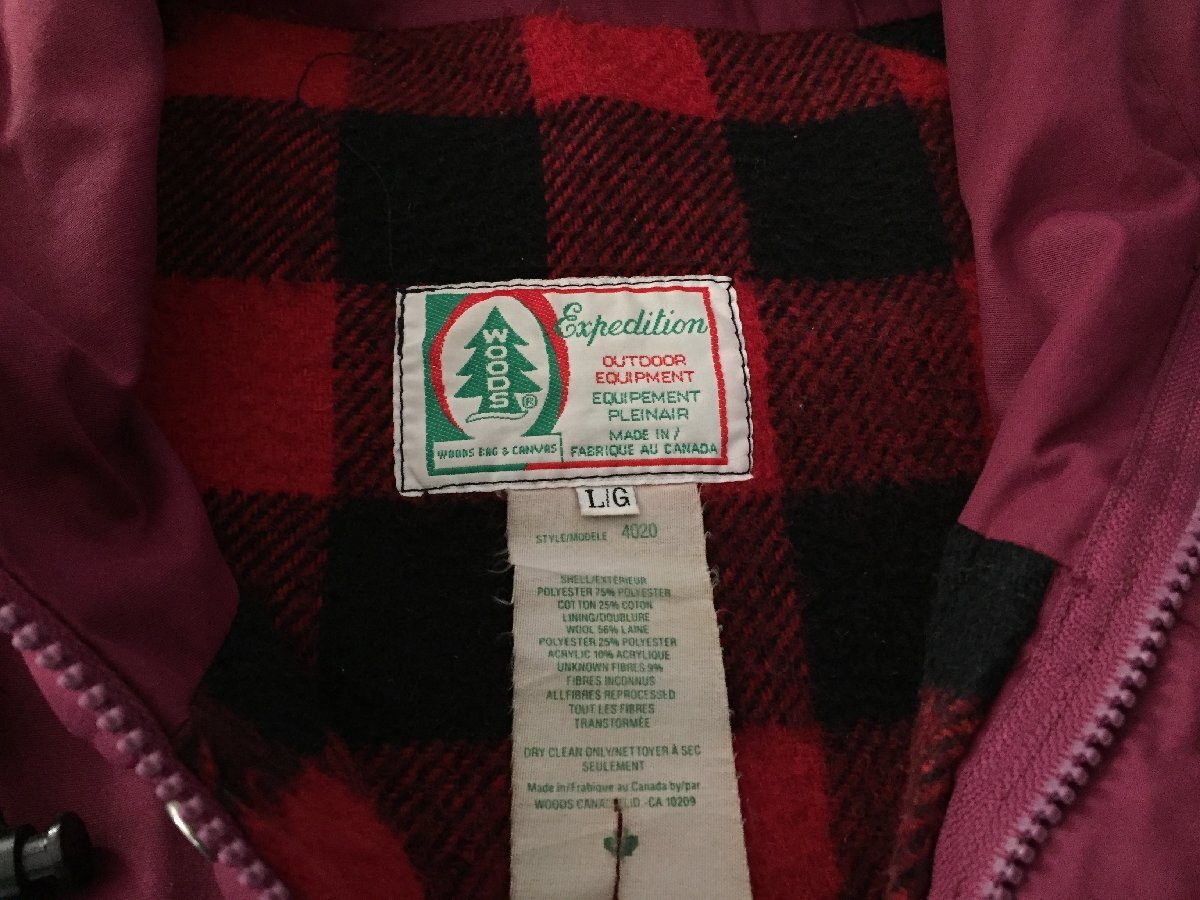 WOODS®
WOODS BAG & CANVAS
Expedition
OUTDOOR
EQUIPMENT
EQUIPEMENT
PLEINAIR
MADE IN /
FABRIQUE AU CANADA
L/G
STYLE/MODELE 4020
SHELL/EXTERIEUR
POLYESTER 75% POLYESTER
COTTON 25% COTON
LINING/DOUBLURE
WOOL 56% LAINE
POLYESTER 25% POLYESTER
ACRYLIC 10% ACRYLIQUE
UNKNOWN FIBRES 9%
FIBRES INCONNUS
ALL FIBRES REPROCESSED
TOUT LES FIBRES
TRANSFORMÉE
DRY CLEAN ONLY/NETTOYER À SEC
SEULEMENT
Made in/Frabique au Canada by/par
WOODS CANADA LTD.-CA 10209